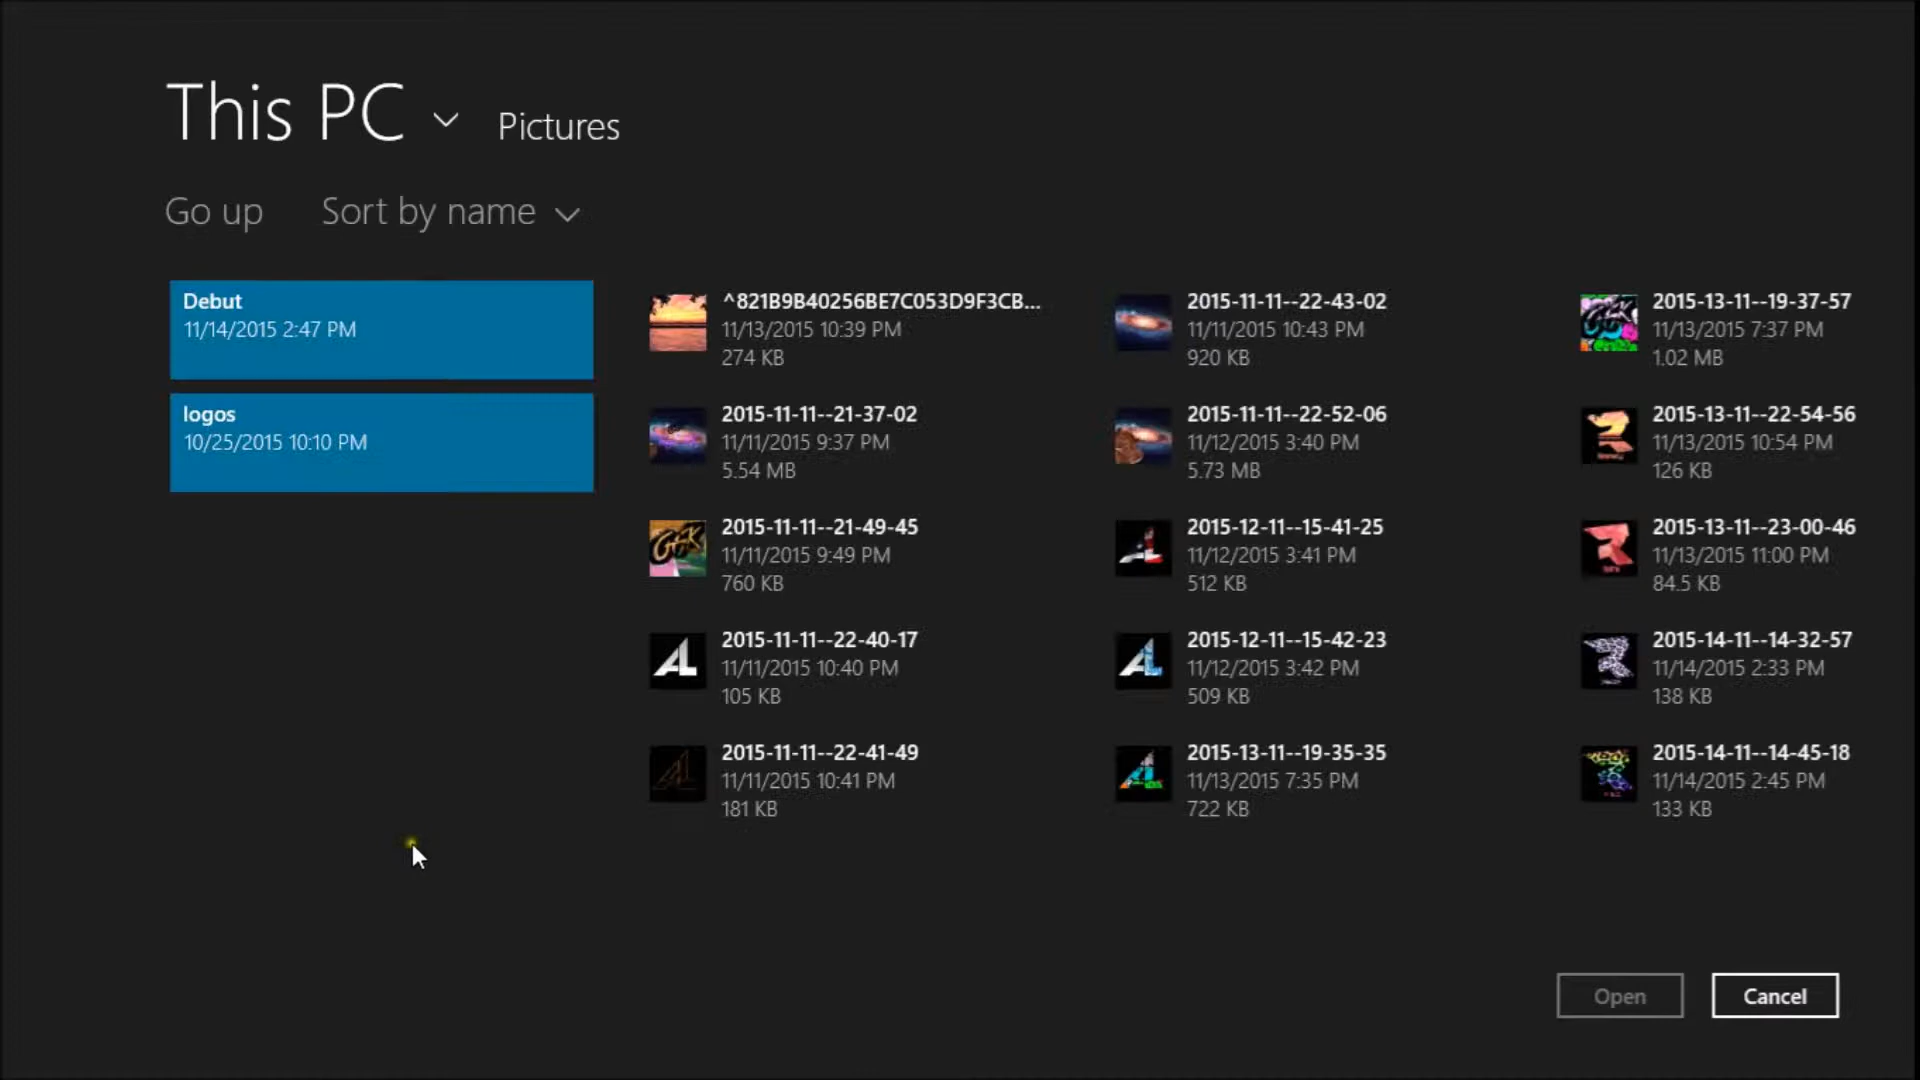 This PC Pictures
Go up Sort by name
Debut
11/14/2015 2:47 PM
logos
10/25/2015 10:10 PM
^821B9B40256BE7C053D9F3CB...
11/13/2015 10:39 PM
274 KB
2015-11-11--21-37-02
11/11/2015 9:37 PM
5.54 MB
2015-11-11--21-49-45
11/11/2015 9:49 PM
760 KB
2015-11-11--22-40-17
11/11/2015 10:40 PM
105 KB
2015-11-11--22-41-49
11/11/2015 10:41 PM
181 KB
2015-11-11--22-43-02
11/11/2015 10:43 PM
920 KB
2015-11-11--22-52-06
11/12/2015 3:40 PM
5.73 MB
2015-12-11--15-41-25
11/12/2015 3:41 PM
512 KB
2015-12-11--15-42-23
11/12/2015 3:42 PM
509 KB
2015-13-11--19-35-35
11/13/2015 7:35 PM
722 KB
2015-13-11--19-37-57
11/13/2015 7:37 PM
1.02 MB
2015-13-11--22-54-56
11/13/2015 10:54 PM
126 KB
2015-13-11--23-00-46
11/13/2015 11:00 PM
84.5 KB
2015-14-11--14-32-57
11/14/2015 2:33 PM
138 KB
2015-14-11--14-45-18
11/14/2015 2:45 PM
133 KB
Open Cancel